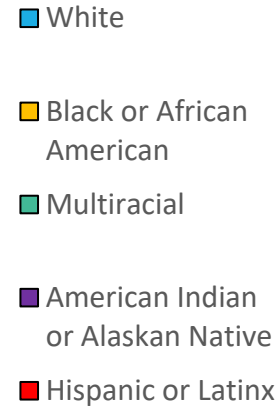 White
Black or African
American
Multiracial
American Indian
or Alaskan Native
Hispanic or Latinx